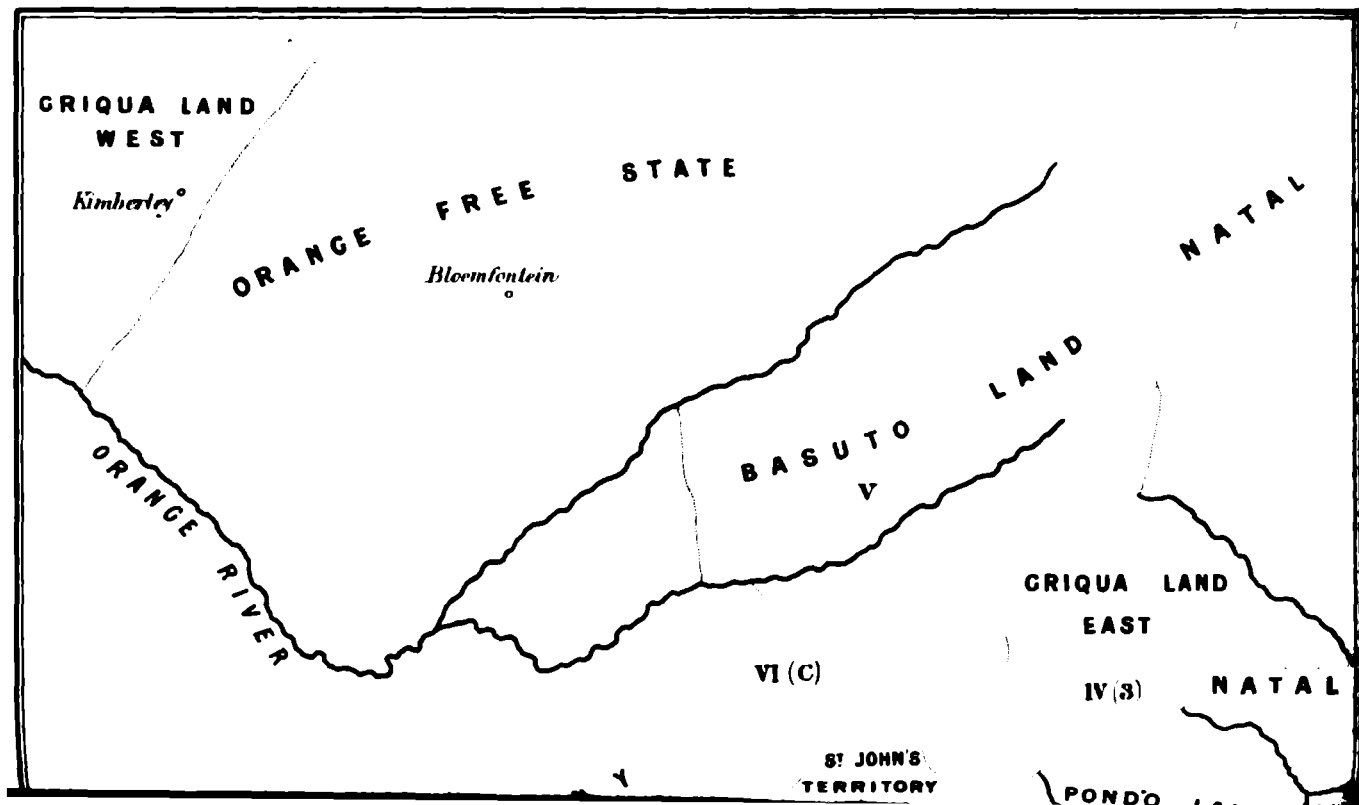 GRIQUA LAND
WEST
Kimberley
ORANGE FREE STATE
Bloemfontein
NATAL
BASUTO LAND
V
ORANGE RIVER
GRIQUA LAND
EAST
VI (C)
IV (3)
NATAL
ST JOHN'S
TERRITORY
Y
PONDO